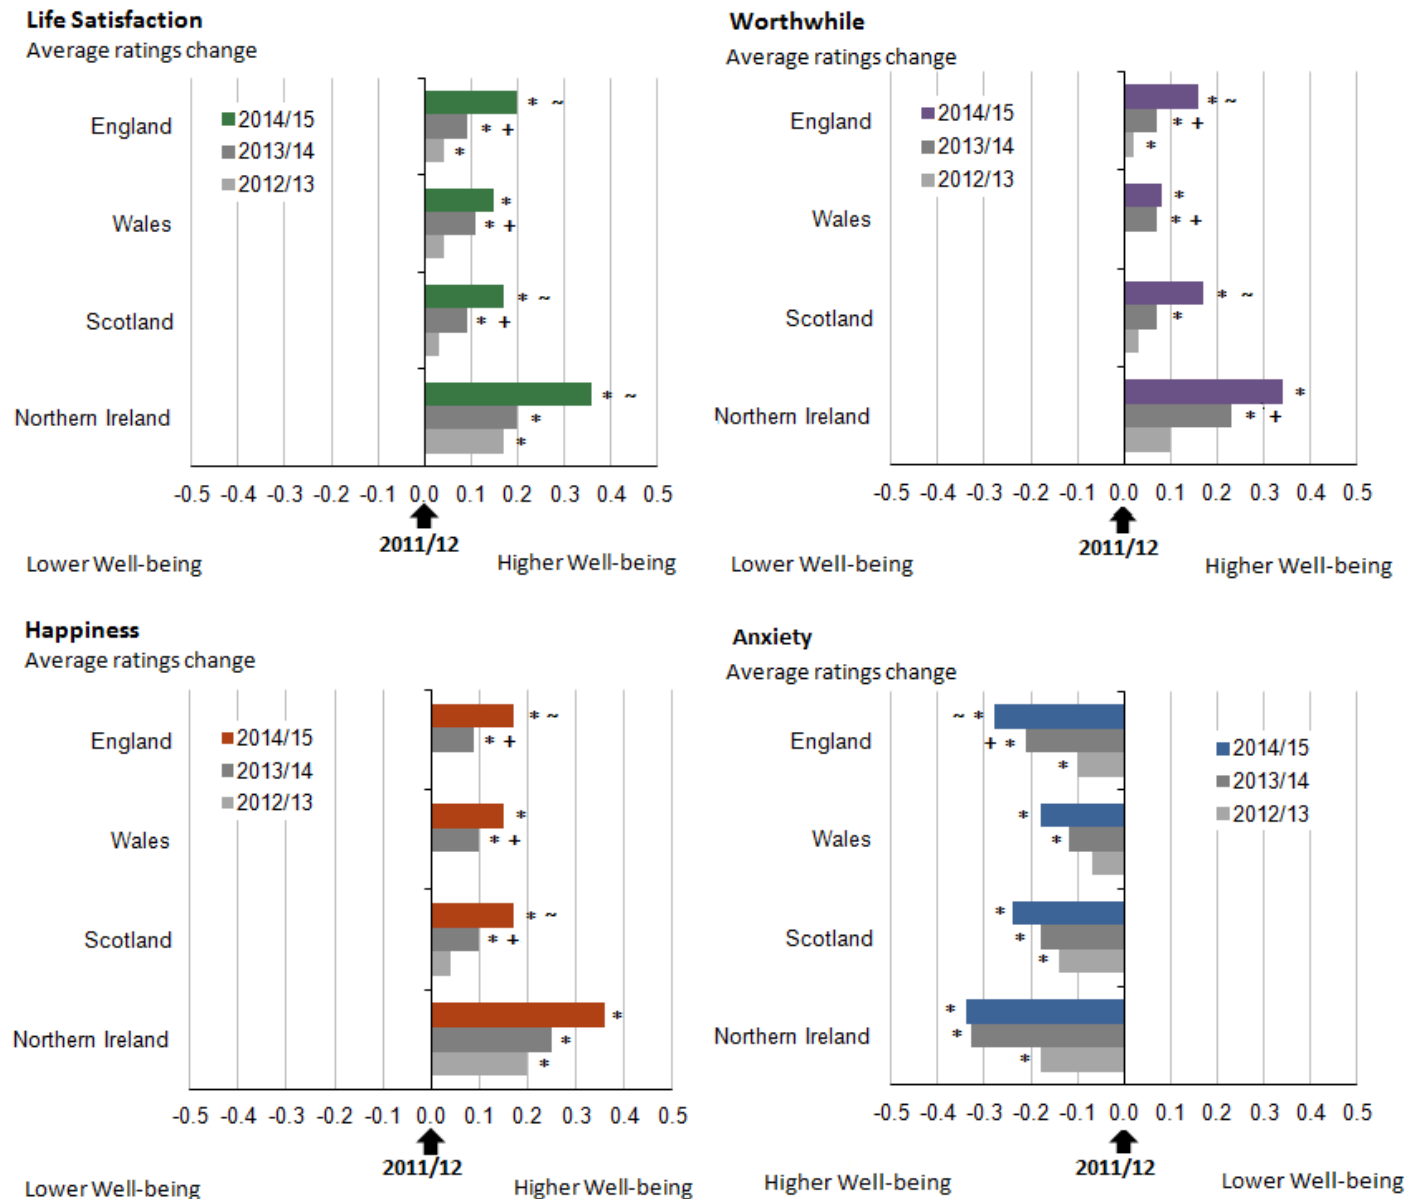 Life Satisfaction
Average ratings change
2014/15
2013/14
2012/13
England * ~
* +
*
Wales *
* +
Scotland * ~
* +
Northern Ireland * ~
*
*
-0.5 -0.4 -0.3 -0.2 -0.1 0.0 0.1 0.2 0.3 0.4 0.5
2011/12
Lower Well-being Higher Well-being
Worthwhile
Average ratings change
2014/15
2013/14
2012/13
England * ~
* +
*
Wales *
* +
Scotland * ~
*
Northern Ireland *
* +
-0.5 -0.4 -0.3 -0.2 -0.1 0.0 0.1 0.2 0.3 0.4 0.5
2011/12
Lower Well-being Higher Well-being
Happiness
Average ratings change
2014/15
2013/14
2012/13
England * ~
* +
Wales *
* +
Scotland * ~
* +
Northern Ireland *
*
*
-0.5 -0.4 -0.3 -0.2 -0.1 0.0 0.1 0.2 0.3 0.4 0.5
2011/12
Lower Well-being Higher Well-being
Anxiety
Average ratings change
2014/15
2013/14
2012/13
England ~ *
+ *
*
Wales *
*
Scotland *
*
*
Northern Ireland *
*
*
-0.5 -0.4 -0.3 -0.2 -0.1 0.0 0.1 0.2 0.3 0.4 0.5
2011/12
Higher Well-being Lower Well-being